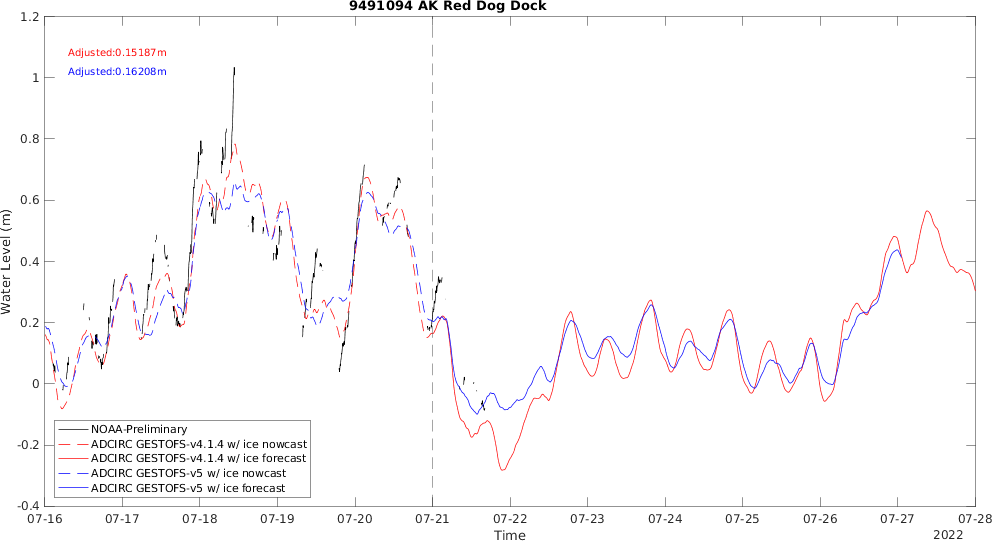 9491094 AK Red Dog Dock
Adjusted:0.15187m
Adjusted:0.16208m
Water Level (m)
1.2
1
0.8
0.6
0.4
0.2
0
-0.2
-0.4
NOAA-Preliminary
ADCIRC GESTOFS-v4.1.4 w/ ice nowcast
ADCIRC GESTOFS-v4.1.4 w/ ice forecast
ADCIRC GESTOFS-v5 w/ ice nowcast
ADCIRC GESTOFS-v5 w/ ice forecast
07-16 07-17 07-18 07-19 07-20 07-21 07-22 07-23 07-24 07-25 07-26 07-27 07-28
Time
2022